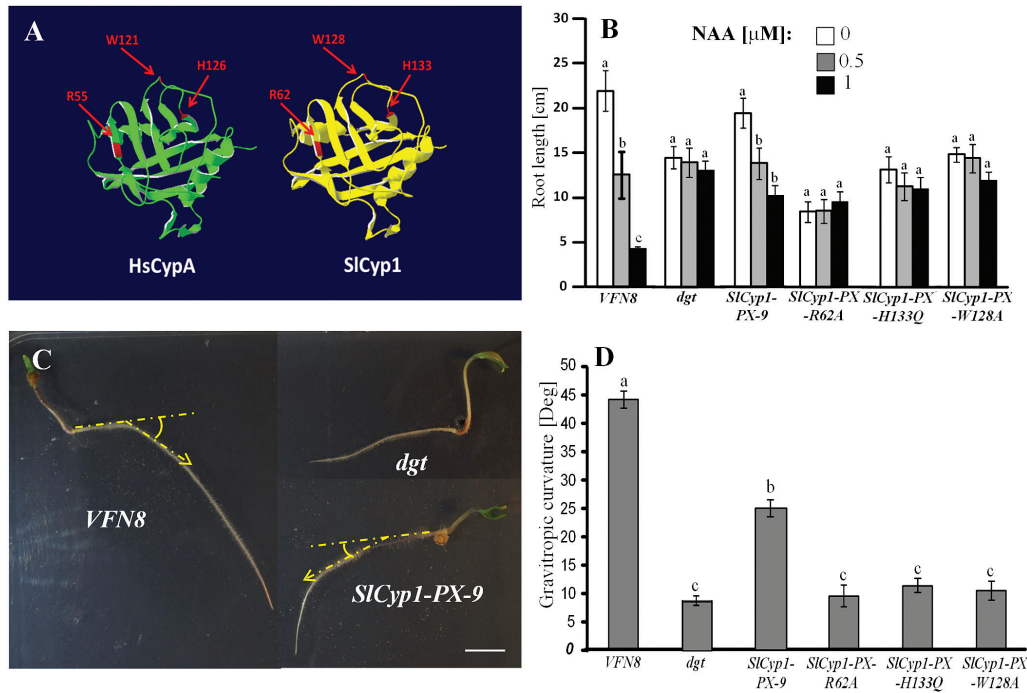 A
W121
H126
R55
HsCypA
W128
H133
R62
SlCyp1
B
NAA [µM]:
0
0.5
1
Root length [cm]
30
25
20
15
10
5
0
a
b
c
a
a
a
a
b
b
a
a
a
a
a
a
a
a
a
VFN8
dgt
SlCyp1-
PX-9
SlCyp1-PX
-R62A
SlCyp1-PX
-H133Q
SlCyp1-PX
-W128A
C
VFN8
dgt
SlCyp1-PX-9
D
Gravitropic curvature [Deg]
50
45
40
35
30
25
20
15
10
5
0
a
c
b
c
c
c
VFN8
dgt
SlCyp1-
PX-9
SlCyp1-PX-
R62A
SlCyp1-PX
-H133Q
SlCyp1-PX
-W128A